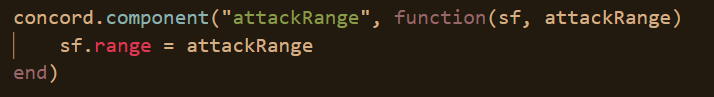 concord.component("attackRange", function(sf, attackRange)
    sf.range = attackRange
end)